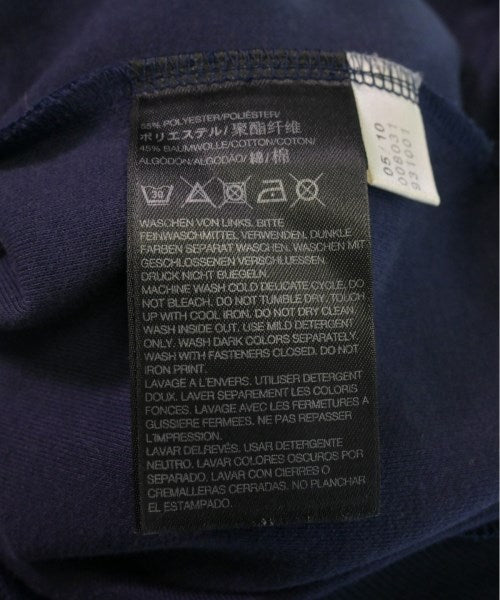 55% POLYESTER/POLIÉSTER/
ポリエステル/聚酯纤维
45% BAUMWOLLE/COTTON/COTON/
ALGODÓN/ALGODÃO/綿/棉
30
WASCHEN VON LINKS. BITTE
FEINWASCHMITTEL VERWENDEN. DUNKLE
FARBEN SEPARAT WASCHEN. WASCHEN MIT
GESCHLOSSENEN VERSCHLUESSEN.
DRUCK NICHT BUEGELN.
MACHINE WASH COLD DELICATE CYCLE. DO
NOT BLEACH. DO NOT TUMBLE DRY. TOUCH
UP WITH COOL IRON. DO NOT DRY CLEAN.
WASH INSIDE OUT. USE MILD DETERGENT
ONLY. WASH DARK COLORS SEPARATELY.
WASH WITH FASTENERS CLOSED. DO NOT
IRON PRINT.
LAVAGE A L'ENVERS. UTILISER DETERGENT
DOUX. LAVER SEPAREMENT LES COLORIS
FONCES. LAVAGE AVEC LES FERMETURES A
GLISSIERE FERMEES. NE PAS REPASSER
L'IMPRESSION.
LAVAR DELREVÉS. USAR DETERGENTE
NEUTRO. LAVAR COLORES OSCUROS POR
SEPARADO. LAVAR CON CIERRES O
CREMALLERAS CERRADAS. NO PLANCHAR
EL ESTAMPADO.
05/10
008031
931001